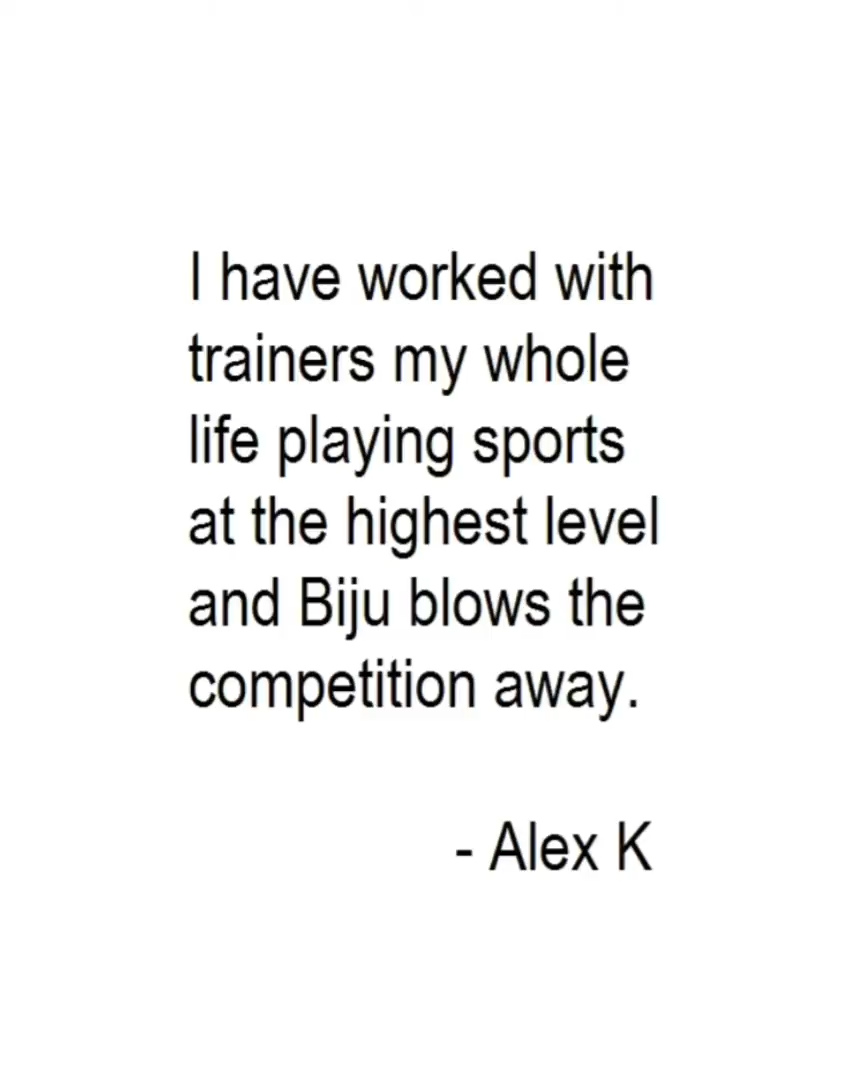 I have worked with
trainers my whole
life playing sports
at the highest level
and Biju blows the
competition away.
- Alex K